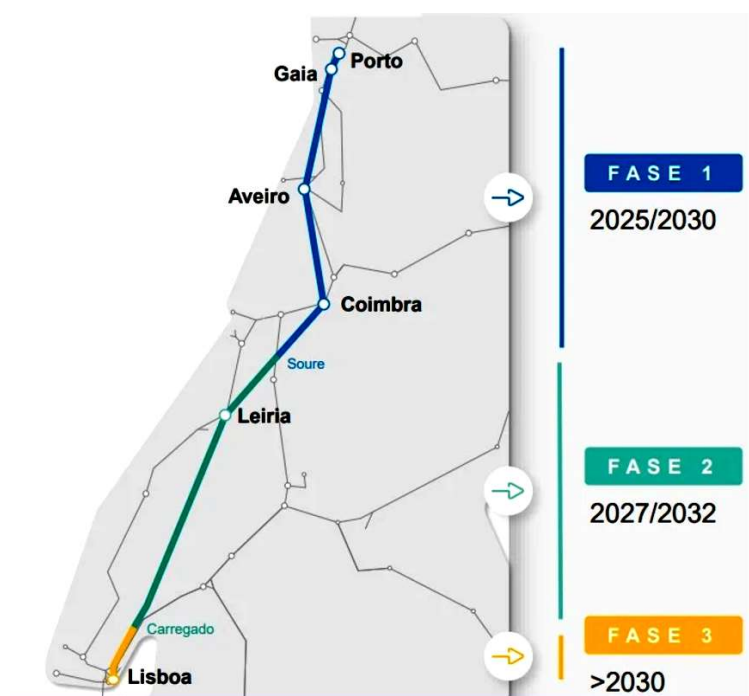 Porto
Gaia
FASE 1
Aveiro
2025/2030
Coimbra
Soure
Leiria
FASE 2
2027/2032
Carregado
FASE 3
Lisboa
>2030